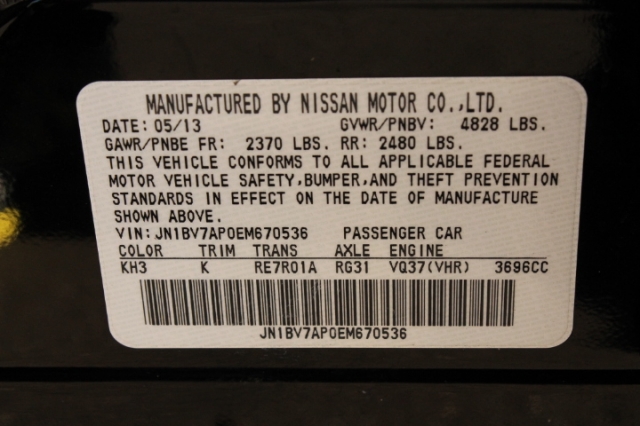 MANUFACTURED BY NISSAN MOTOR CO.,LTD.
DATE: 05/13 GVWR/PNBV: 4828 LBS.
GAWR/PNBE FR: 2370 LBS. RR: 2480 LBS.
THIS VEHICLE CONFORMS TO ALL APPLICABLE FEDERAL
MOTOR VEHICLE SAFETY,BUMPER,AND THEFT PREVENTION
STANDARDS IN EFFECT ON THE DATE OF MANUFACTURE
SHOWN ABOVE.
VIN: JN1BV7AP0EM670536 PASSENGER CAR
COLOR TRIM TRANS AXLE ENGINE
KH3 K RE7R01A RG31 VQ37(VHR) 3696CC
JN1BV7AP0EM670536